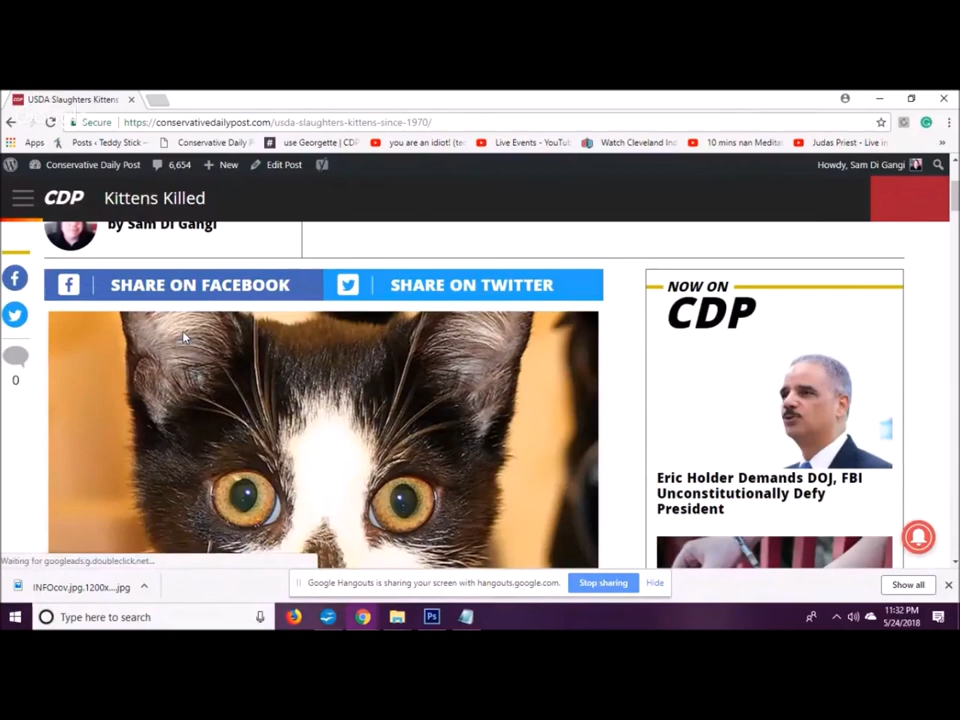 CDP USDA Slaughters Kittens
Secure https://conservativedailypost.com/usda-slaughters-kittens-since-1970/
Apps Posts ‹ Teddy Stick – Conservative Daily P # use Georgette | CDP you are an idiot! (tec Live Events - YouTu Watch Cleveland Ind 10 mins nan Medita Judas Priest - Live in »
Conservative Daily Post 6,654 + New Edit Post Howdy, Sam Di Gangi
CDP Kittens Killed
by Sam Di Gangi
f SHARE ON FACEBOOK SHARE ON TWITTER
f
0
NOW ON
CDP
Eric Holder Demands DOJ, FBI
Unconstitutionally Defy
President
Waiting for googleads.g.doubleclick.net...
INFOcov.jpg.1200x....jpg
Google Hangouts is sharing your screen with hangouts.google.com. Stop sharing Hide
Show all
Type here to search
Ps
11:32 PM
5/24/2018